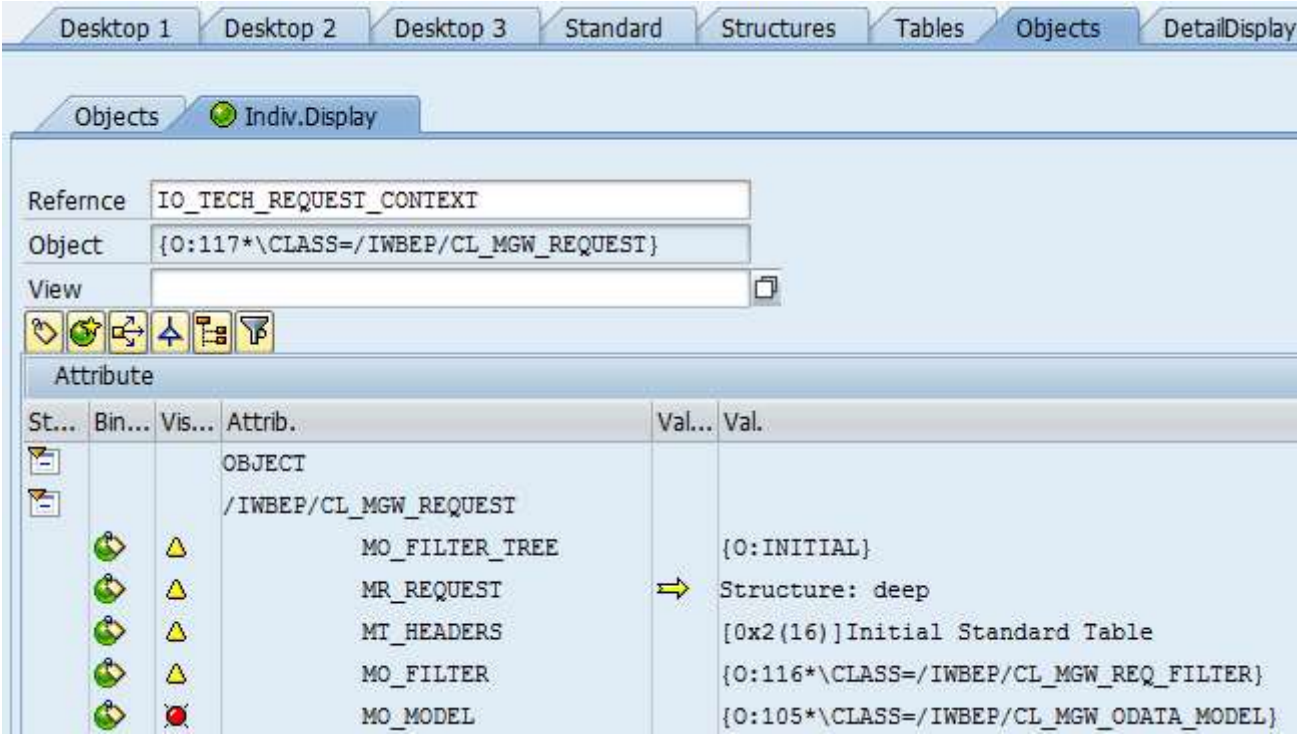 Desktop 1 Desktop 2 Desktop 3 Standard Structures Tables Objects DetailDisplay
Objects Indiv.Display
Refernce IO_TECH_REQUEST_CONTEXT
Object {O:117*\CLASS=/IWBEP/CL_MGW_REQUEST}
View
Attribute
St... Bin... Vis... Attrib. Val... Val.
OBJECT
/IWBEP/CL_MGW_REQUEST
MO_FILTER_TREE {O:INITIAL}
MR_REQUEST Structure: deep
MT_HEADERS [0x2(16)]Initial Standard Table
MO_FILTER {O:116*\CLASS=/IWBEP/CL_MGW_REQ_FILTER}
MO_MODEL {O:105*\CLASS=/IWBEP/CL_MGW_ODATA_MODEL}